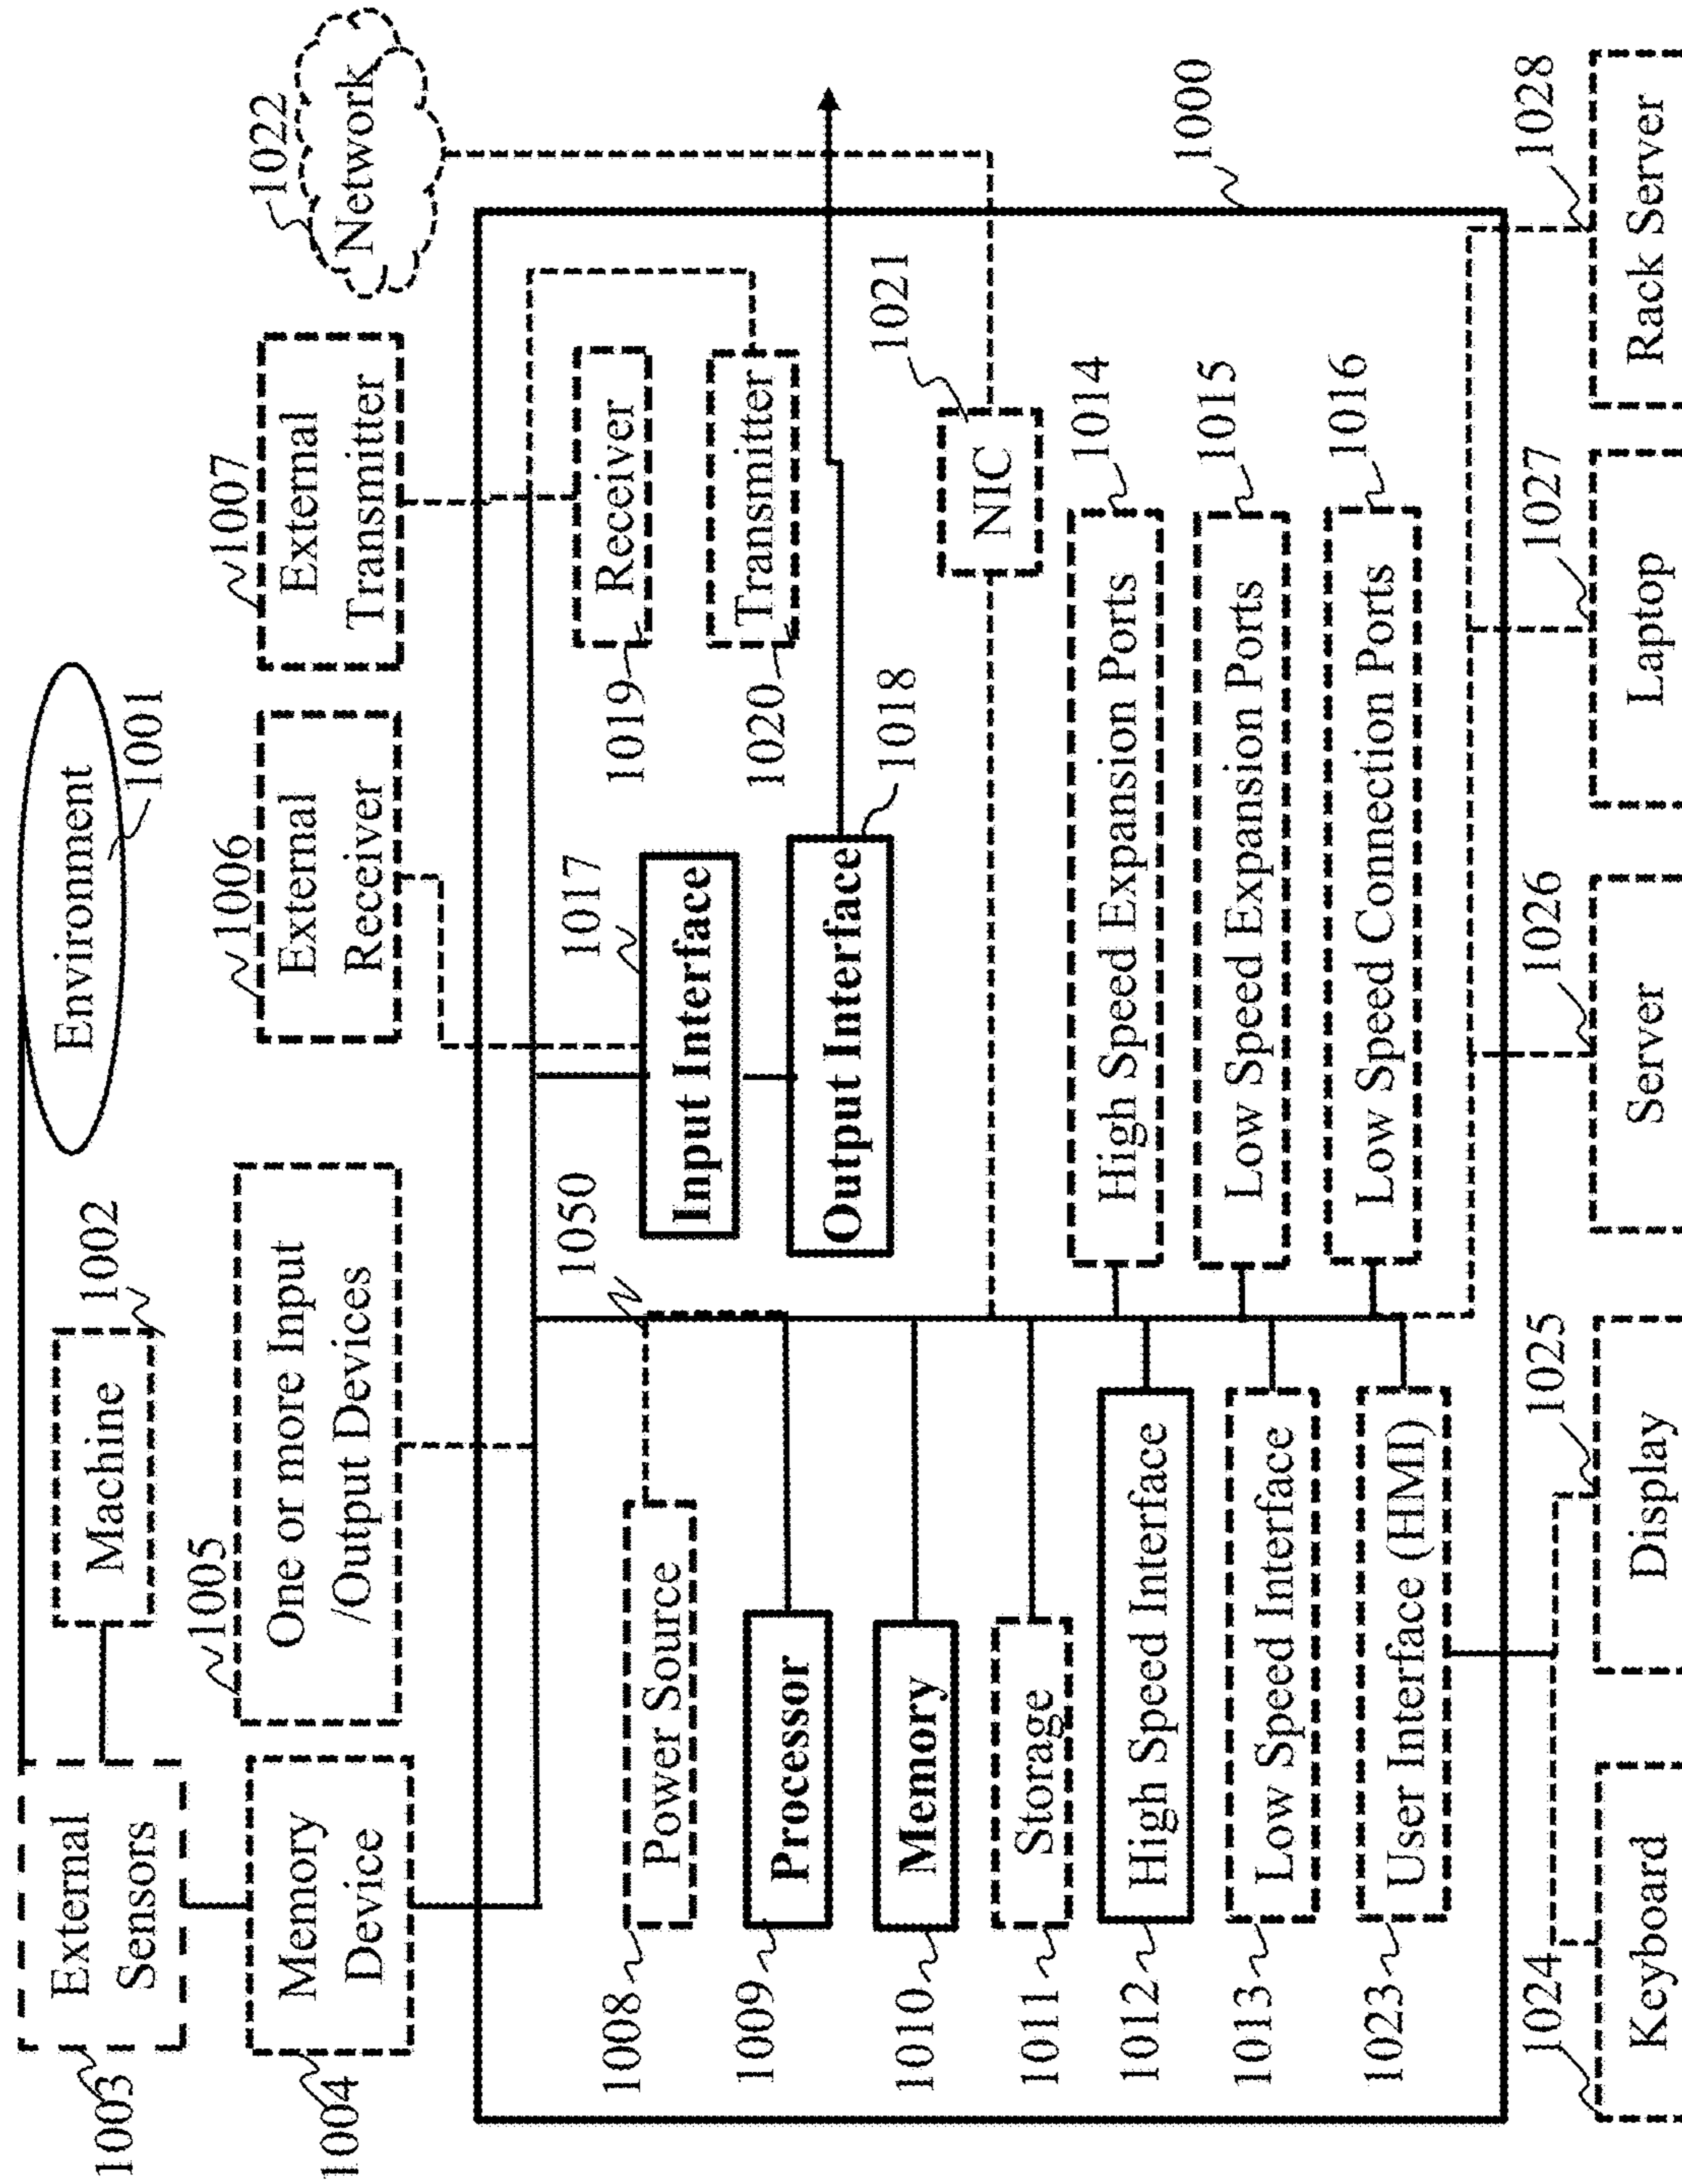 Environment
1001
Machine
1002
External
Sensors
1003
1005
One or more Input
/Output Devices
1006
External
Receiver
1007
External
Transmitter
1022
Network
Memory
Device
1004
1050
1017
Input Interface
Output Interface
1018
Receiver
1019
Transmitter
1020
1008
Power Source
1009
Processor
1010
Memory
1011
Storage
1012
High Speed Interface
1013
Low Speed Interface
1023
User Interface (HMI)
NIC
1021
High Speed Expansion Ports
1014
Low Speed Expansion Ports
1015
Low Speed Connection Ports
1016
1000
1024
Keyboard
1025
Display
1026
Server
1027
Laptop
1028
Rack Server